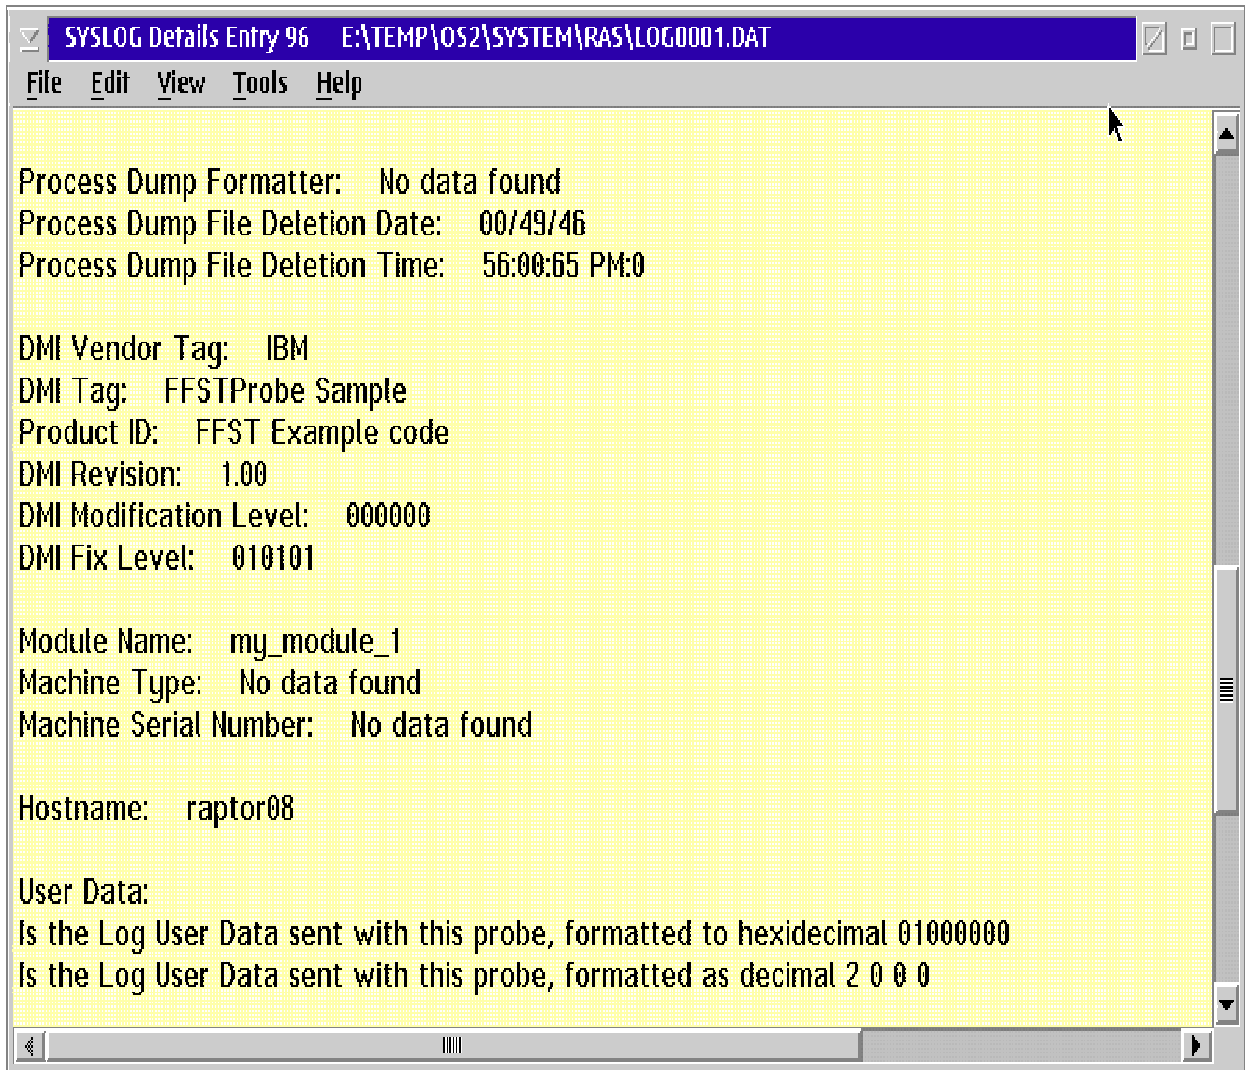 SYSLOG Details Entry 96 E:\TEMP\OS2\SYSTEM\RAS\LOG0001.DAT
File Edit View Tools Help
Process Dump Formatter: No data found
Process Dump File Deletion Date: 00/49/46
Process Dump File Deletion Time: 56:00:65 PM:0
DMI Vendor Tag: IBM
DMI Tag: FFSTProbe Sample
Product ID: FFST Example code
DMI Revision: 1.00
DMI Modification Level: 000000
DMI Fix Level: 010101
Module Name: my_module_1
Machine Type: No data found
Machine Serial Number: No data found
Hostname: raptor08
User Data:
Is the Log User Data sent with this probe, formatted to hexidecimal 01000000
Is the Log User Data sent with this probe, formatted as decimal 2 0 0 0